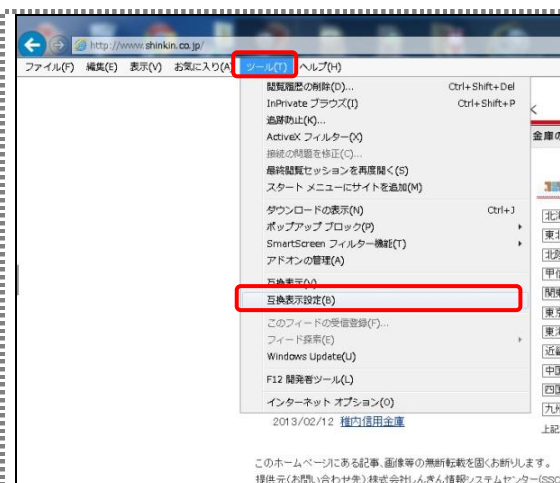 http://www.shinkin.co.jp/
ファイル(F) 編集(E) 表示(V) お気に入り(A) ツール(T) ヘルプ(H)
閲覧履歴の削除(D)... Ctrl+Shift+Del
InPrivate ブラウズ(I) Ctrl+Shift+P
追跡防止(K)...
ActiveX フィルター(X)
接続の問題を修正(C)...
最終閲覧セッションを再度開く(S)
スタート メニューにサイトを追加(M)
ダウンロードの表示(N) Ctrl+J
ポップアップ ブロック(P)
SmartScreen フィルター機能(T)
アドオンの管理(A)
互換表示(V)
互換表示設定(B)
このフィードの受信登録(F)...
フィード探索(E)
Windows Update(U)
F12 開発者ツール(L)
インターネット オプション(O)
金庫の
北海
東北
北陸
甲信
関東
東京
東海
近畿
中国
四国
九州
上記
2013/02/12 稚内信用金庫
このホームページにある記事、画像等の無断転載を固くお断りします。
提供元(お問い合わせ先):株式会社しんきん情報システムセンター(SSC)